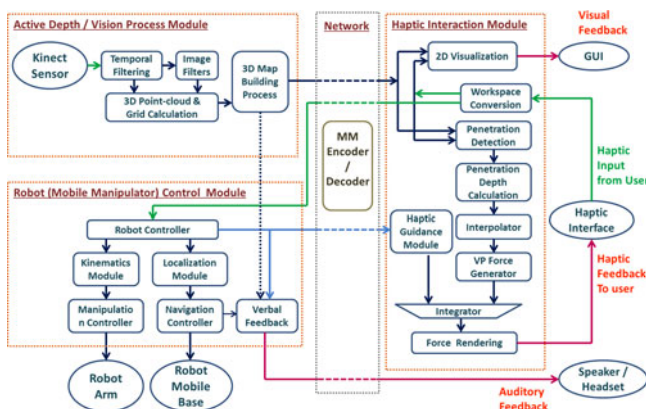 Active Depth / Vision Process Module
Kinect
Sensor
Temporal
Filtering
Image
Filters
3D Point-cloud &
Grid Calculation
3D Map
Building
Process
Network
MM
Encoder
/
Decoder
Haptic Interaction Module
2D Visualization
Workspace
Conversion
Penetration
Detection
Penetration
Depth
Calculation
Interpolator
VP Force
Generator
Haptic
Guidance
Module
Integrator
Force Rendering
Visual
Feedback
GUI
Haptic
Input
from User
Haptic
Interface
Haptic
Feedback
To user
Robot (Mobile Manipulator) Control Module
Robot Controller
Kinematics
Module
Localization
Module
Manipulatio
n Controller
Navigation
Controller
Verbal
Feedback
Robot
Arm
Robot
Mobile
Base
Speaker /
Headset
Auditory
Feedback